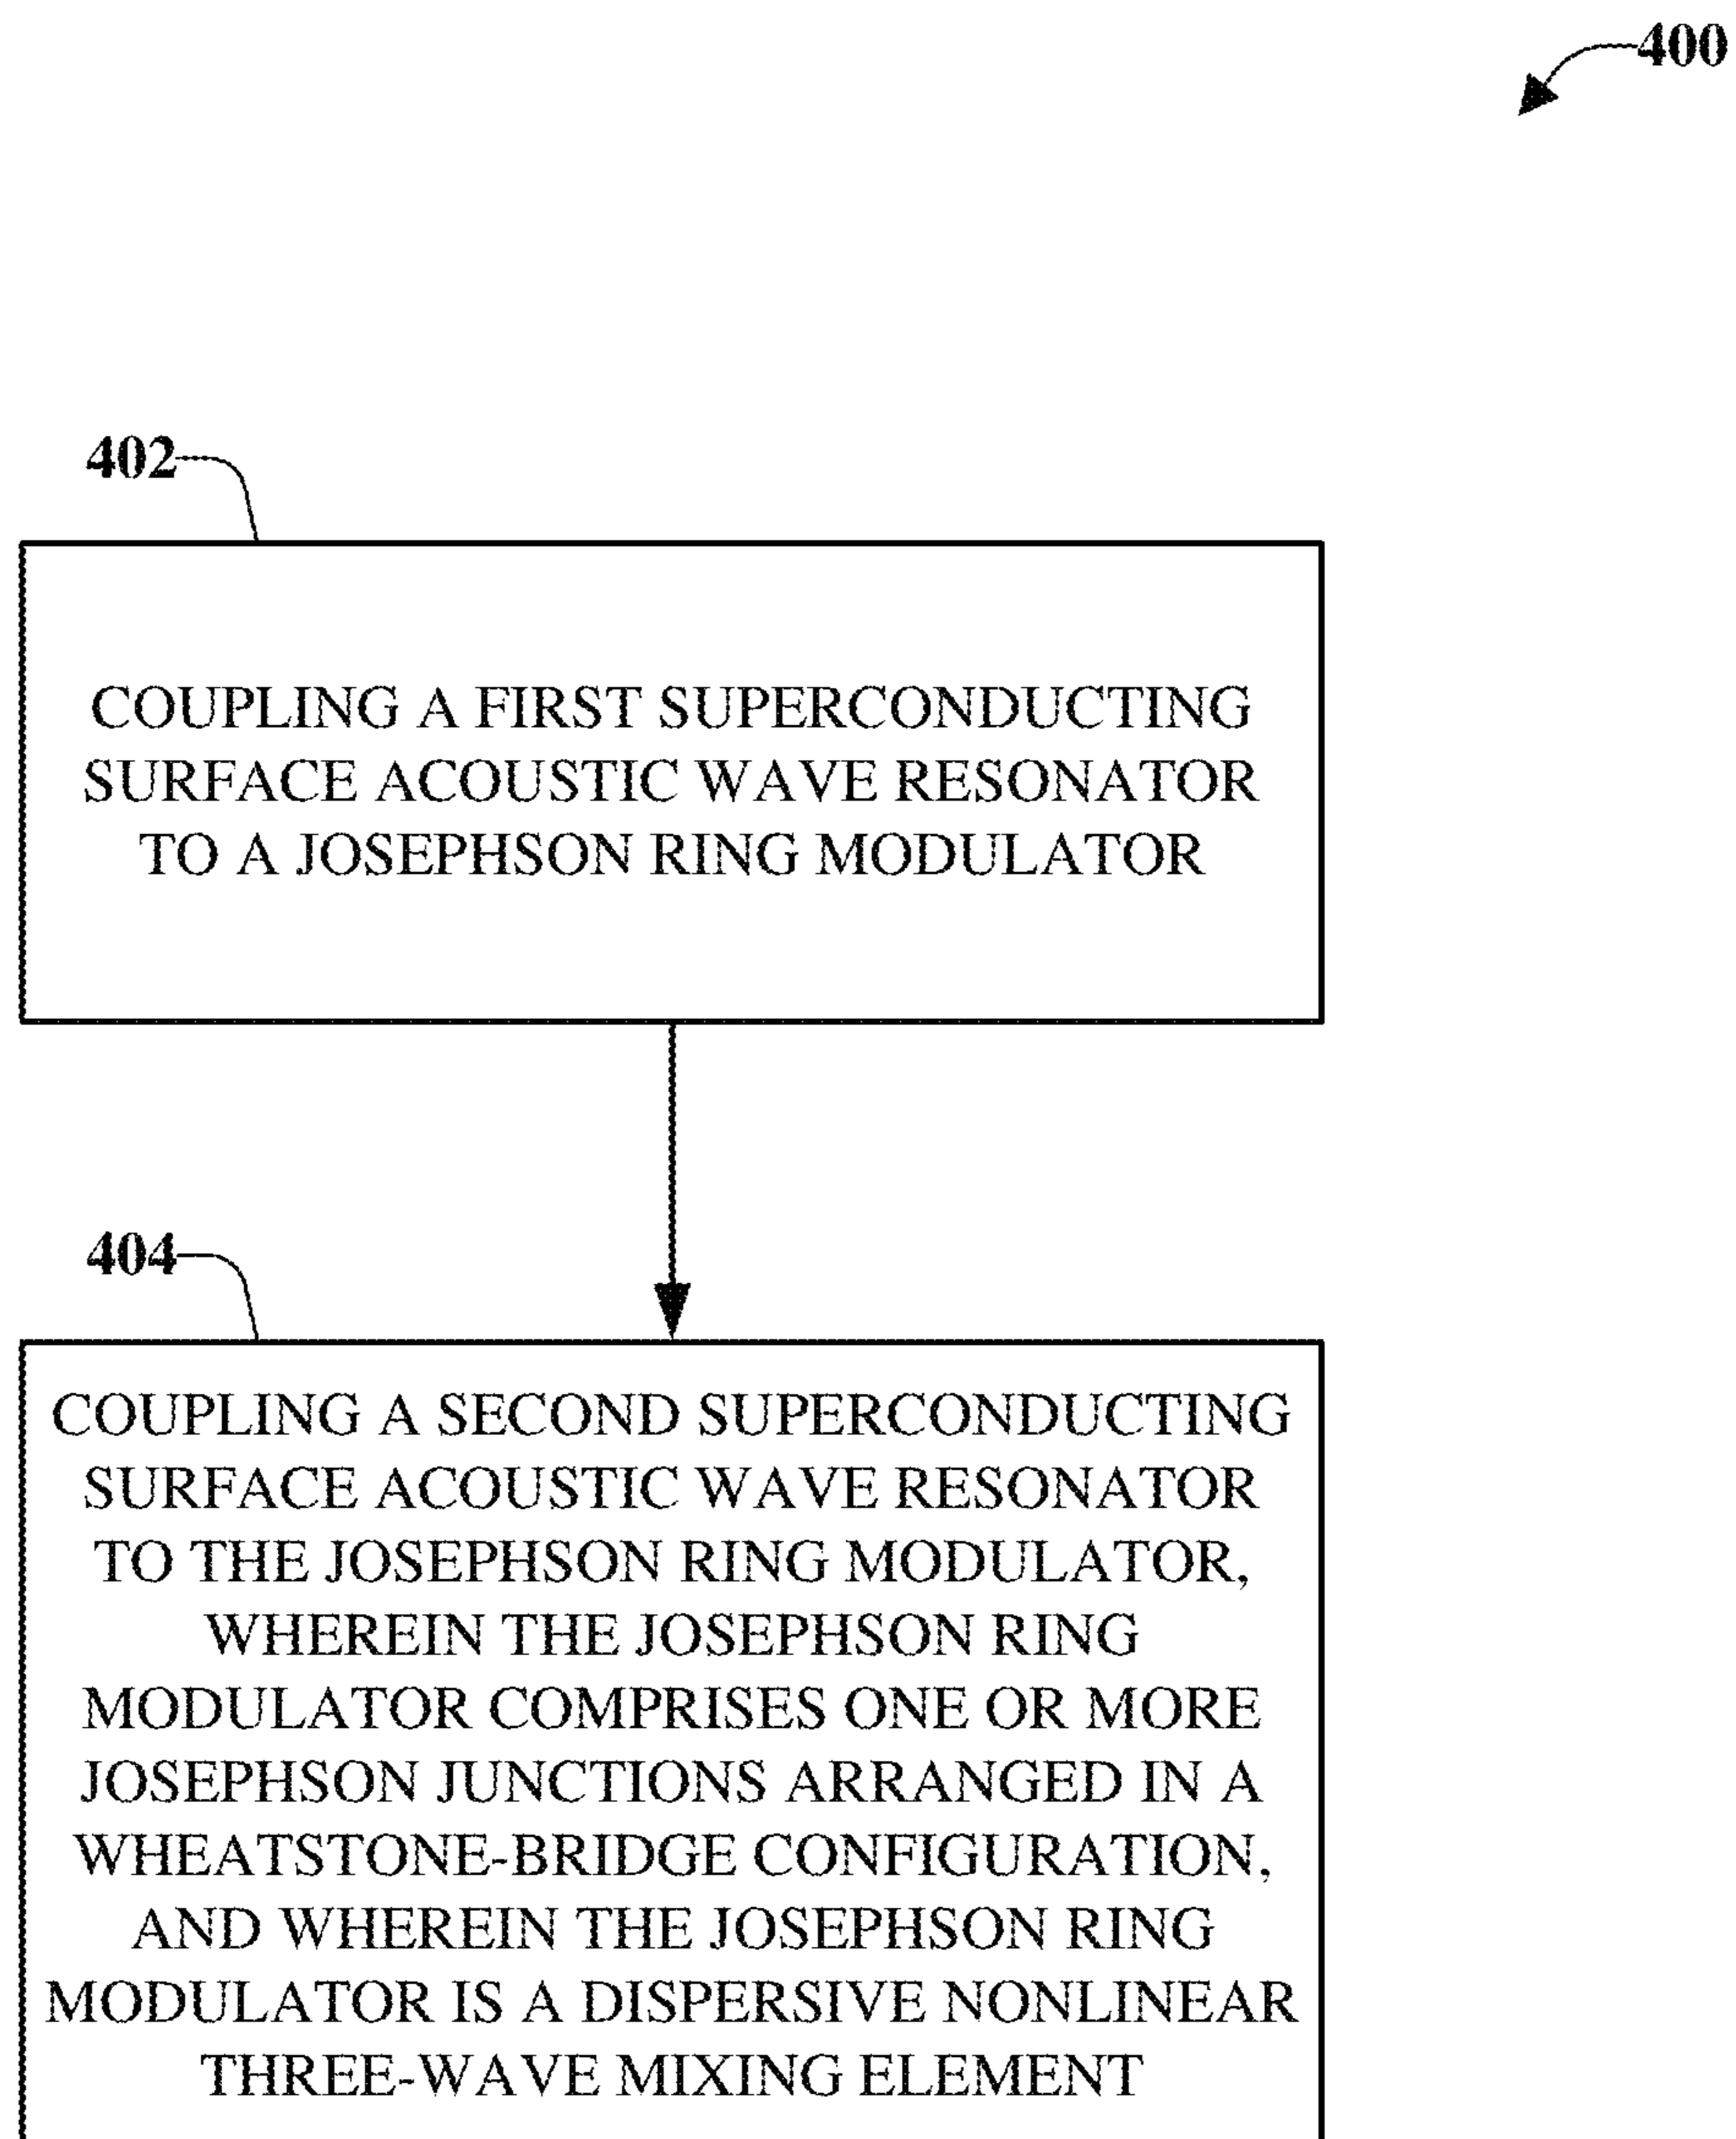 400
402
COUPLING A FIRST SUPERCONDUCTING
SURFACE ACOUSTIC WAVE RESONATOR
TO A JOSEPHSON RING MODULATOR
404
COUPLING A SECOND SUPERCONDUCTING
SURFACE ACOUSTIC WAVE RESONATOR
TO THE JOSEPHSON RING MODULATOR,
WHEREIN THE JOSEPHSON RING
MODULATOR COMPRISES ONE OR MORE
JOSEPHSON JUNCTIONS ARRANGED IN A
WHEATSTONE-BRIDGE CONFIGURATION,
AND WHEREIN THE JOSEPHSON RING
MODULATOR IS A DISPERSIVE NONLINEAR
THREE-WAVE MIXING ELEMENT